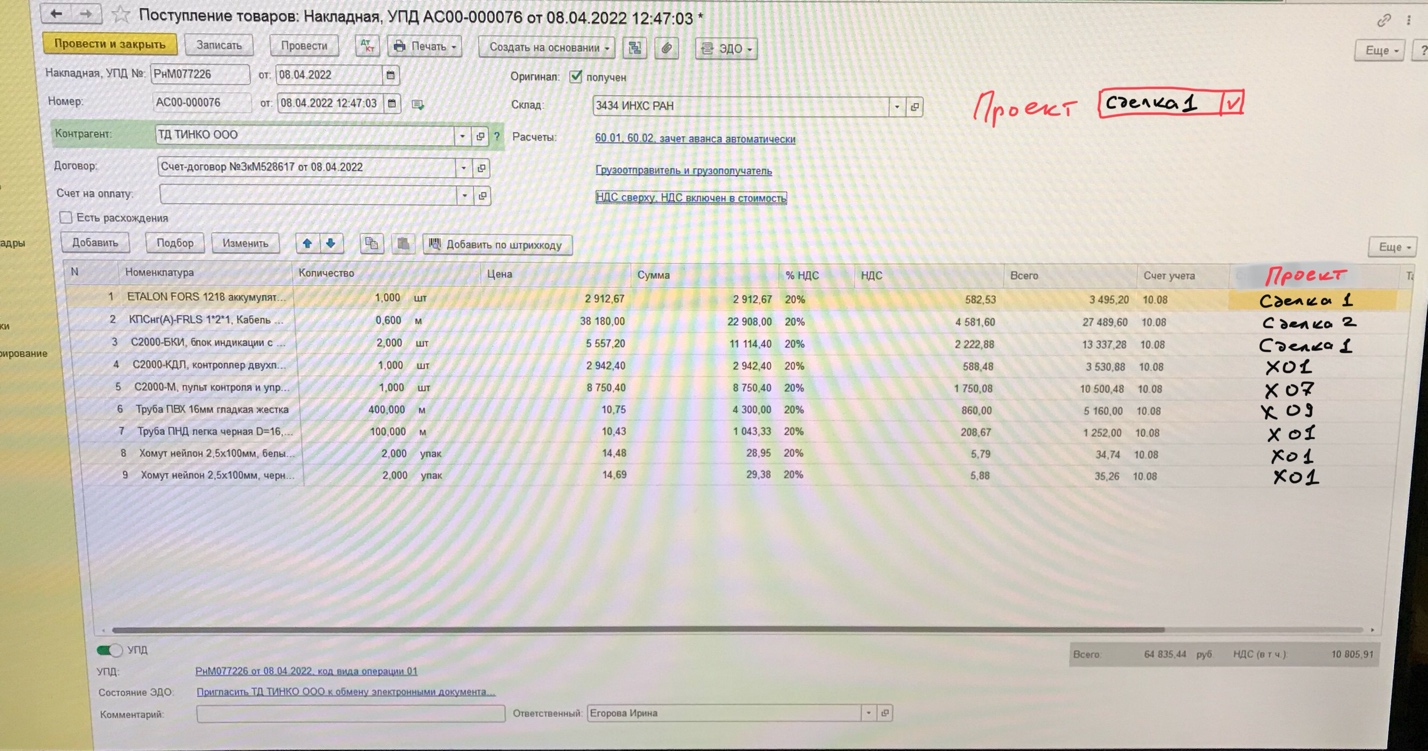 Поступление товаров: Накладная, УПД АС00-000076 от 08.04.2022 12:47:03 *
Провести и закрыть Записать Провести Дт Кт Печать Создать на основании ЭДО Еще ?
Накладная, УПД №: РнМ077226 от: 08.04.2022 Оригинал: получен
Номер: АС00-000076 от: 08.04.2022 12:47:03 Склад: 3434 ИНХС РАН Проект Сделка 1
Контрагент: ТД ТИНКО ООО ? Расчеты: 60.01, 60.02, зачет аванса автоматически
Договор: Счет-договор №ЗкМ528617 от 08.04.2022 Грузоотправитель и грузополучатель
Счет на оплату: НДС сверху. НДС включен в стоимость
Есть расхождения
адры Добавить Подбор Изменить Добавить по штрихкоду Еще
N Номенклатура Количество Цена Сумма % НДС НДС Всего Счет учета Проект
1 ETALON FORS 1218 аккумулят... 1,000 шт 2 912,67 2 912,67 20% 582,53 3 495,20 10.08 Сделка 1
2 КПСнг(А)-FRLS 1*2*1, Кабель ... 0,600 м 38 180,00 22 908,00 20% 4 581,60 27 489,60 10.08 Сделка 2
ки 3 С2000-БКИ, блок индикации с ... 2,000 шт 5 557,20 11 114,40 20% 2 222,88 13 337,28 10.08 Сделка 1
рирование 4 С2000-КДЛ, контроллер двухп... 1,000 шт 2 942,40 2 942,40 20% 588,48 3 530,88 10.08 Х01
5 С2000-М, пульт контроля и упр... 1,000 шт 8 750,40 8 750,40 20% 1 750,08 10 500,48 10.08 Х07
6 Труба ПВХ 16мм гладкая жестка 400,000 м 10,75 4 300,00 20% 860,00 5 160,00 10.08 Х09
7 Труба ПНД легка черная D=16,... 100,000 м 10,43 1 043,33 20% 208,67 1 252,00 10.08 Х01
8 Хомут нейлон 2,5х100мм, белы... 2,000 упак 14,48 28,95 20% 5,79 34,74 10.08 Х01
9 Хомут нейлон 2,5х100мм, черн... 2,000 упак 14,69 29,38 20% 5,88 35,26 10.08 Х01
УПД Всего: 64 835,44 руб НДС (в т.ч.): 10 805,91
УПД: РнМ077226 от 08.04.2022, код вида операции 01
Состояние ЭДО: Пригласить ТД ТИНКО ООО к обмену электронными документа...
Комментарий: Ответственный: Егорова Ирина